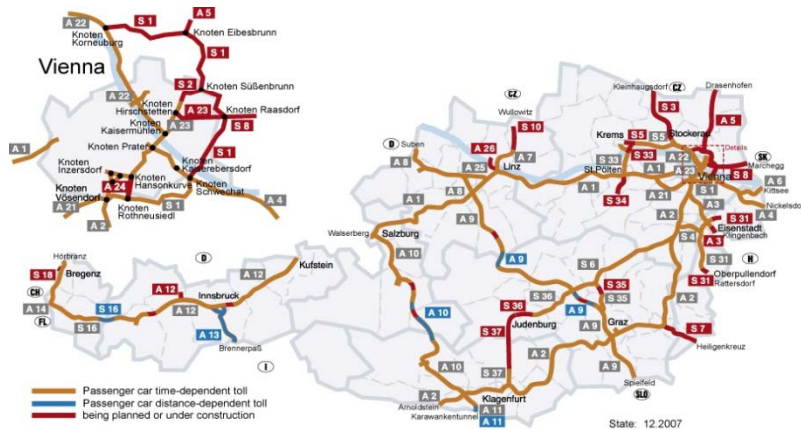 A 22
S 1
A 5
Knoten
Korneuburg
Knoten Eibesbrunn
S 1
Vienna
A 22
S 2
Knoten Süßenbrunn
Knoten
Hirschstetten
A 23
Knoten Raasdorf
Knoten
Kaisermühlen
A 23
S 8
A 1
Knoten Prater
S 1
Knoten
Inzersdorf
Knoten
Kaiserebersdorf
A 24
Knoten
Hansonkurve
Knoten
Schwechat
Knoten
Vösendorf
A 21
S 1
A 4
A 2
Knoten
Rothneusiedl
Hörbranz
D
S 18
Bregenz
Kufstein
A 12
CH
A 12
Innsbruck
A 14
S 16
A 12
FL
S 16
A 13
Brennerpaß
I
Kleinhaugsdorf
CZ
Drasenhofen
CZ
Wullowitz
S 3
S 10
A 5
Krems
S 5
S 5
Stockerau
D
Suben
A 26
A 7
S 33
S 33
A 22
Details
SK
A 8
A 25
Linz
St.Pölten
A 1
A 23
Vienna
Marchegg
S 8
A 6
Kittsee
A 8
A 1
S 34
A 21
S 1
A 3
A 4
Nickelsdorf
A 1
A 9
A 2
S 31
Eisenstadt
Klingenbach
Walserberg
Salzburg
S 4
A 3
A 10
A 9
S 6
S 31
H
S 31
Oberpullendorf
Rattersdorf
S 35
A 2
S 36
S 36
S 35
A 10
Judenburg
A 9
Graz
S 37
A 9
S 7
Heiligenkreuz
A 10
S 37
A 2
A 9
Spielfeld
SLO
A 2
Arnoldstein
Klagenfurt
Karawankentunnel
A 11
A 11
Passenger car time-dependent toll
Passenger car distance-dependent toll
being planned or under construction
State: 12.2007